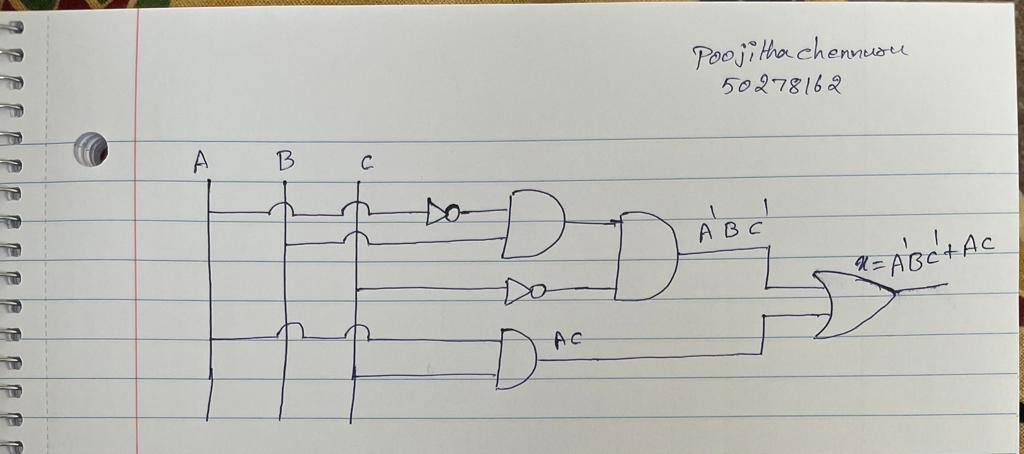 Poojitha chennuru
50278162
A B C
A'BC'
x=A'BC'+AC
AC